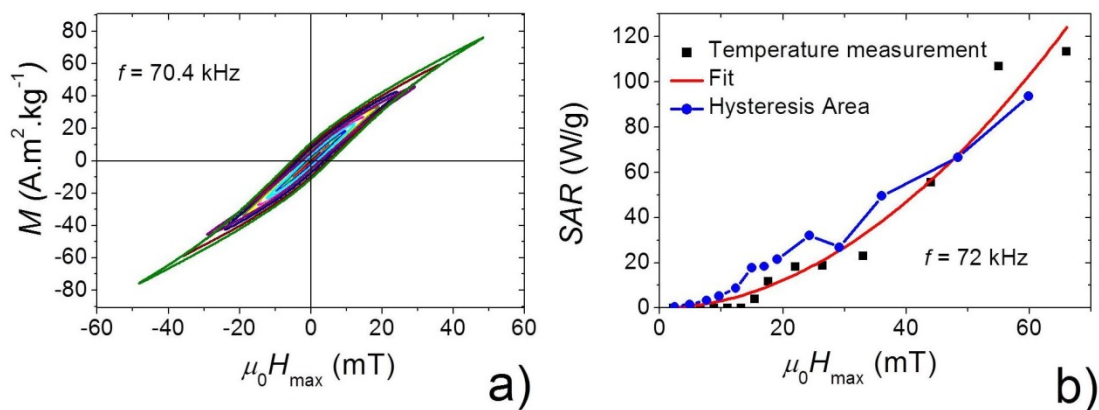 80
60
40
20
0
-20
-40
-60
-80
M (A.m².kg⁻¹)
f = 70.4 kHz
-60 -40 -20 0 20 40 60
μ₀Hmax (mT)
a)
120
100
80
60
40
20
0
SAR (W/g)
Temperature measurement
Fit
Hysteresis Area
f = 72 kHz
0 20 40 60
μ₀Hmax (mT)
b)